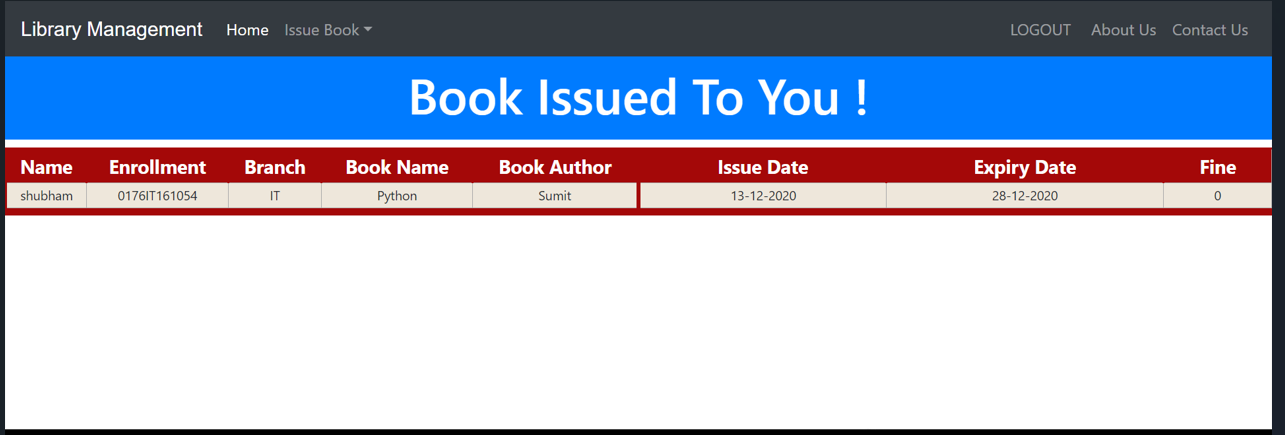 Library Management Home Issue Book LOGOUT About Us Contact Us
Book Issued To You !
Name Enrollment Branch Book Name Book Author Issue Date Expiry Date Fine
shubham 0176IT161054 IT Python Sumit 13-12-2020 28-12-2020 0